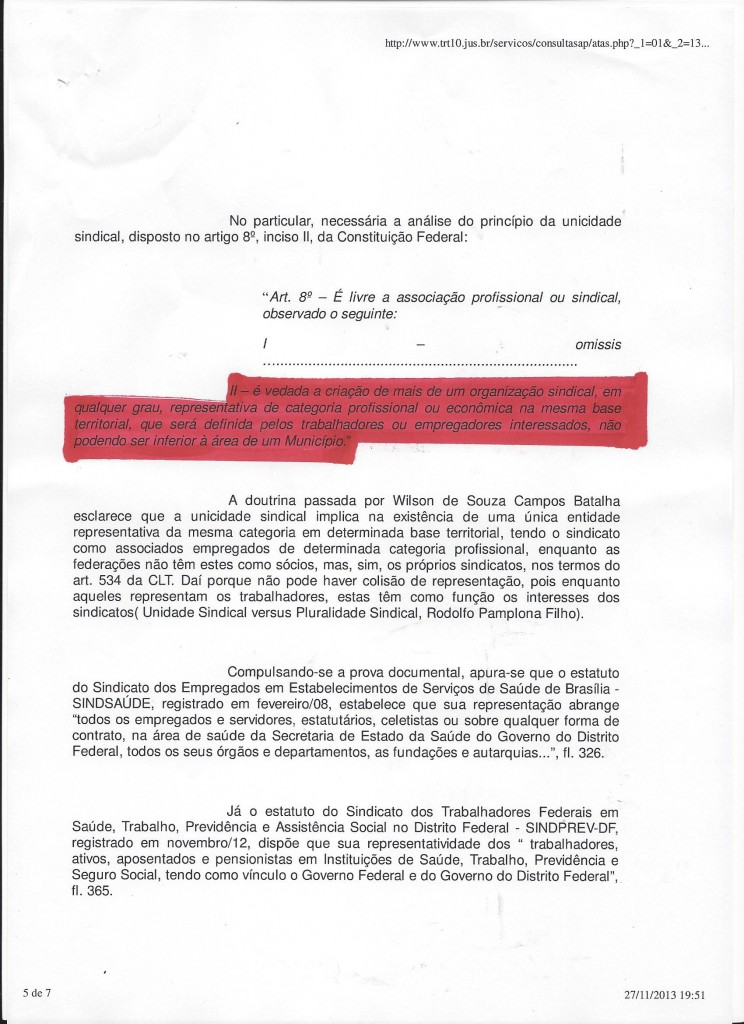 http://www.trt10.jus.br/servicos/consultasap/atas.php?_1=01&_2=13...
No particular, necessária a análise do princípio da unicidade
sindical, disposto no artigo 8º, inciso II, da Constituição Federal:
“Art. 8º – É livre a associação profissional ou sindical,
observado o seguinte:
I – omissis
................................................................................
II – é vedada a criação de mais de um organização sindical, em
qualquer grau, representativa de categoria profissional ou econômica na mesma base
territorial, que será definida pelos trabalhadores ou empregadores interessados, não
podendo ser inferior à área de um Município.”
A doutrina passada por Wilson de Souza Campos Batalha
esclarece que a unicidade sindical implica na existência de uma única entidade
representativa da mesma categoria em determinada base territorial, tendo o sindicato
como associados empregados de determinada categoria profissional, enquanto as
federações não têm estes como sócios, mas, sim, os próprios sindicatos, nos termos do
art. 534 da CLT. Daí porque não pode haver colisão de representação, pois enquanto
aqueles representam os trabalhadores, estas têm como função os interesses dos
sindicatos( Unidade Sindical versus Pluralidade Sindical, Rodolfo Pamplona Filho).
Compulsando-se a prova documental, apura-se que o estatuto
do Sindicato dos Empregados em Estabelecimentos de Serviços de Saúde de Brasília -
SINDSAÚDE, registrado em fevereiro/08, estabelece que sua representação abrange
“todos os empregados e servidores, estatutários, celetistas ou sobre qualquer forma de
contrato, na área de saúde da Secretaria de Estado da Saúde do Governo do Distrito
Federal, todos os seus órgãos e departamentos, as fundações e autarquias...”, fl. 326.
Já o estatuto do Sindicato dos Trabalhadores Federais em
Saúde, Trabalho, Previdência e Assistência Social no Distrito Federal - SINDPREV-DF,
registrado em novembro/12, dispõe que sua representatividade dos “ trabalhadores,
ativos, aposentados e pensionistas em Instituições de Saúde, Trabalho, Previdência e
Seguro Social, tendo como vínculo o Governo Federal e do Governo do Distrito Federal”,
fl. 365.
5 de 7
27/11/2013 19:51